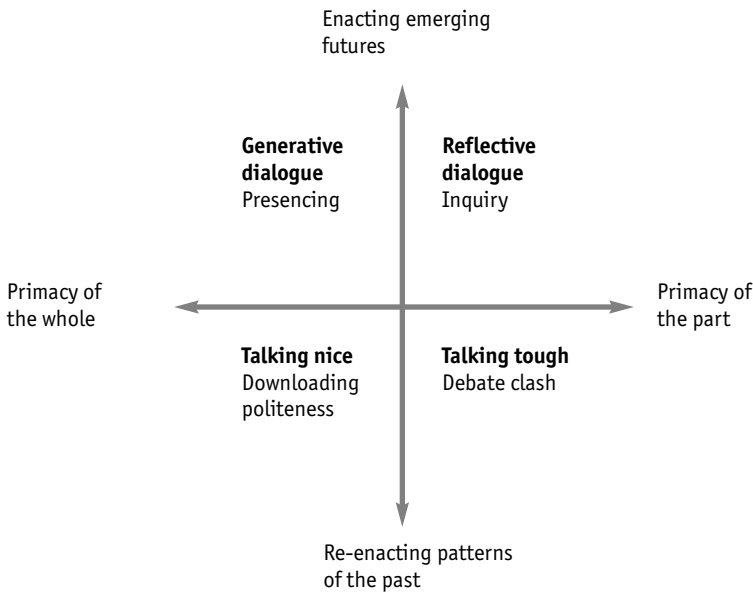 Enacting emerging
futures
Generative
dialogue
Presencing
Reflective
dialogue
Inquiry
Primacy of
the whole
Primacy of
the part
Talking nice
Downloading
politeness
Talking tough
Debate clash
Re-enacting patterns
of the past